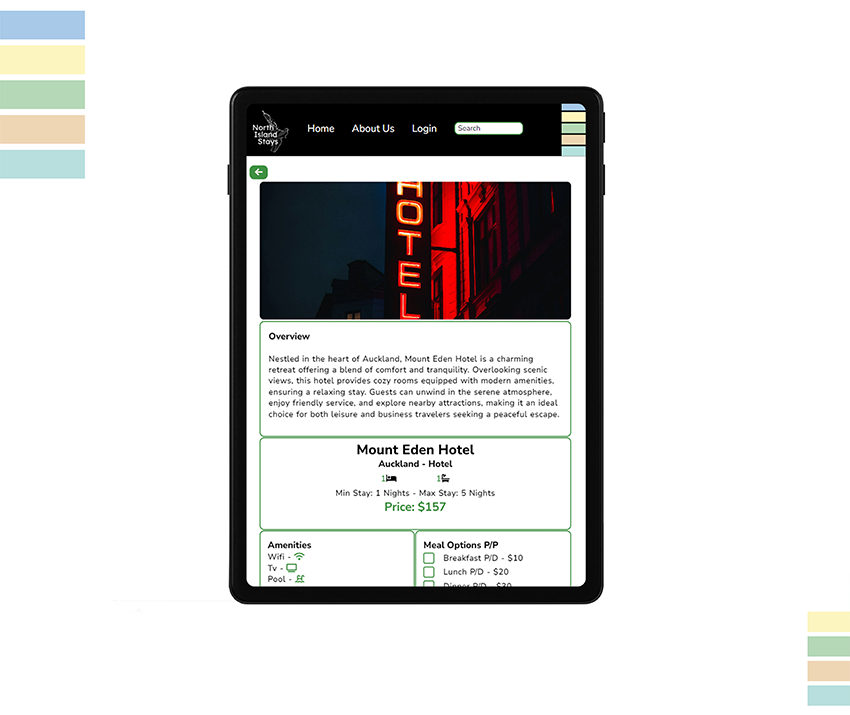 North
Island
Stays
Home About Us Login Search
HOTEL
Overview
Nestled in the heart of Auckland, Mount Eden Hotel is a charming
retreat offering a blend of comfort and tranquility. Overlooking scenic
views, this hotel provides cozy rooms equipped with modern amenities,
ensuring a relaxing stay. Guests can unwind in the serene atmosphere,
enjoy friendly service, and explore nearby attractions, making it an ideal
choice for both leisure and business travelers seeking a peaceful escape.
Mount Eden Hotel
Auckland - Hotel
1 1
Min Stay: 1 Nights - Max Stay: 5 Nights
Price: $157
Amenities
Wifi -
Tv -
Pool -
Meal Options P/P
Breakfast P/D - $10
Lunch P/D - $20
Dinner P/D - $30